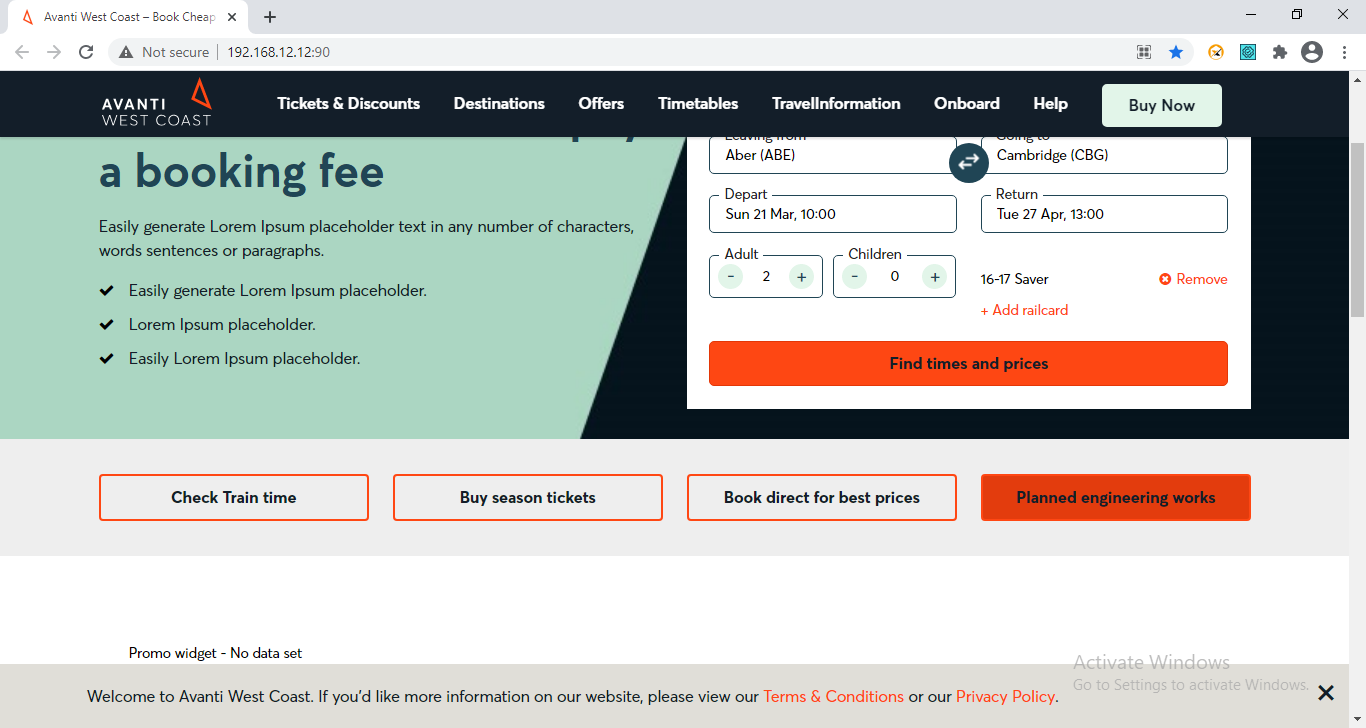 Avanti West Coast – Book Cheap
Not secure
192.168.12.12:90
AVANTI
WEST COAST
Tickets & Discounts
Destinations
Offers
Timetables
TravelInformation
Onboard
Help
Buy Now
a booking fee
Easily generate Lorem Ipsum placeholder text in any number of characters,
words sentences or paragraphs.
Easily generate Lorem Ipsum placeholder.
Lorem Ipsum placeholder.
Easily Lorem Ipsum placeholder.
Leaving from
Aber (ABE)
Going to
Cambridge (CBG)
Depart
Sun 21 Mar, 10:00
Return
Tue 27 Apr, 13:00
Adult
- 2 +
Children
- 0 +
16-17 Saver
Remove
+ Add railcard
Find times and prices
Check Train time
Buy season tickets
Book direct for best prices
Planned engineering works
Promo widget - No data set
Activate Windows
Go to Settings to activate Windows.
Welcome to Avanti West Coast. If you'd like more information on our website, please view our Terms & Conditions or our Privacy Policy.